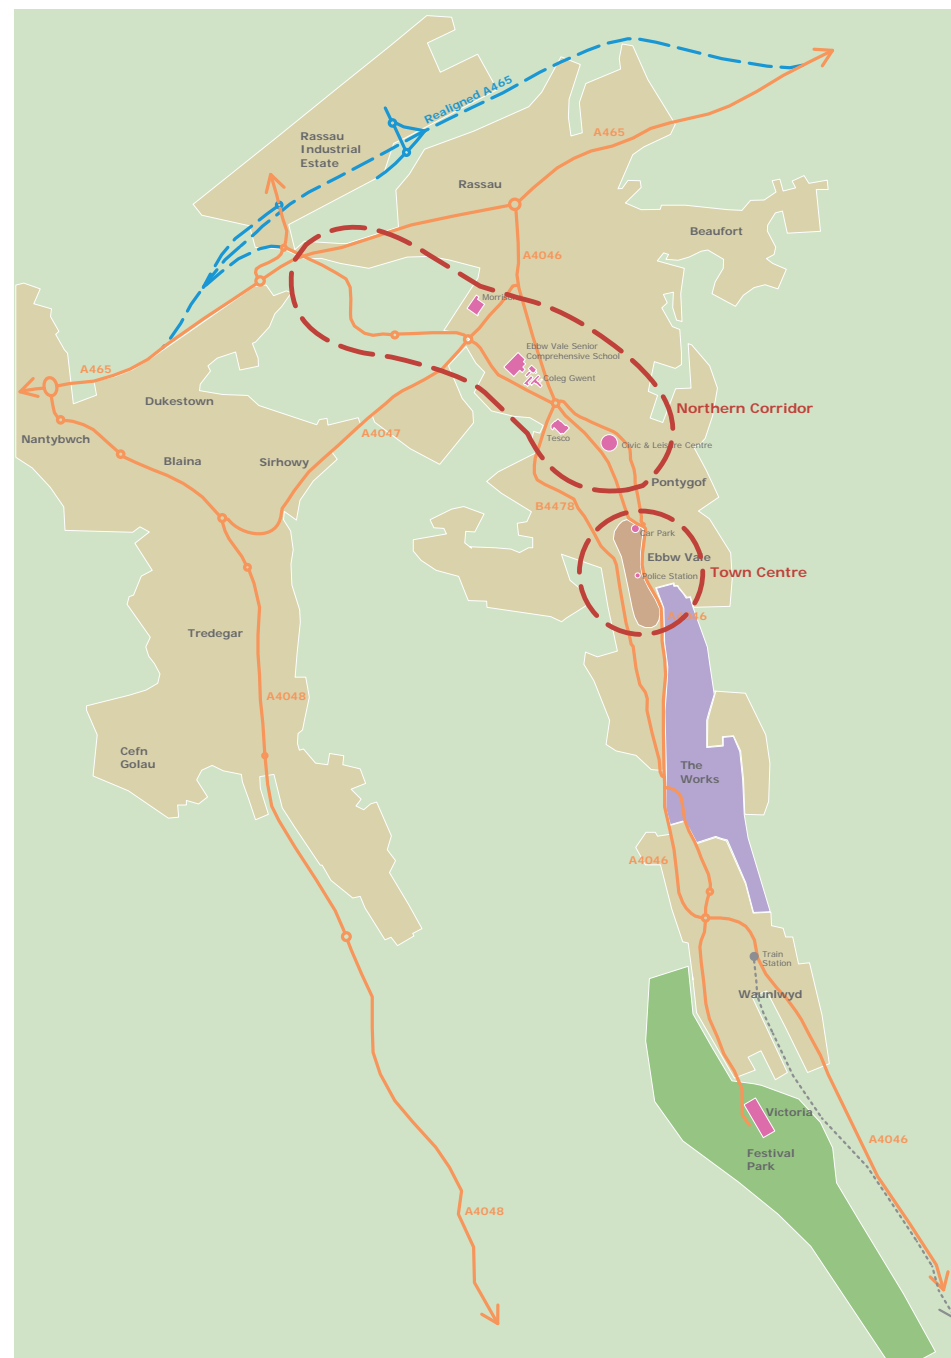 Realigned A465
Rassau
Industrial
Estate
A465
Rassau
Beaufort
A4046
Morrisons
Ebbw Vale Senior
Comprehensive School
Coleg Gwent
A465
Dukestown
Northern Corridor
Nantybwch
A4047
Tesco
Civic & Leisure Centre
Blaina
Sirhowy
Pontygof
B4478
Car Park
Ebbw Vale
Town Centre
Police Station
A4046
Tredegar
A4048
Cefn
Golau
The
Works
A4046
Train
Station
Waunlwyd
Victoria
A4046
Festival
Park
A4048